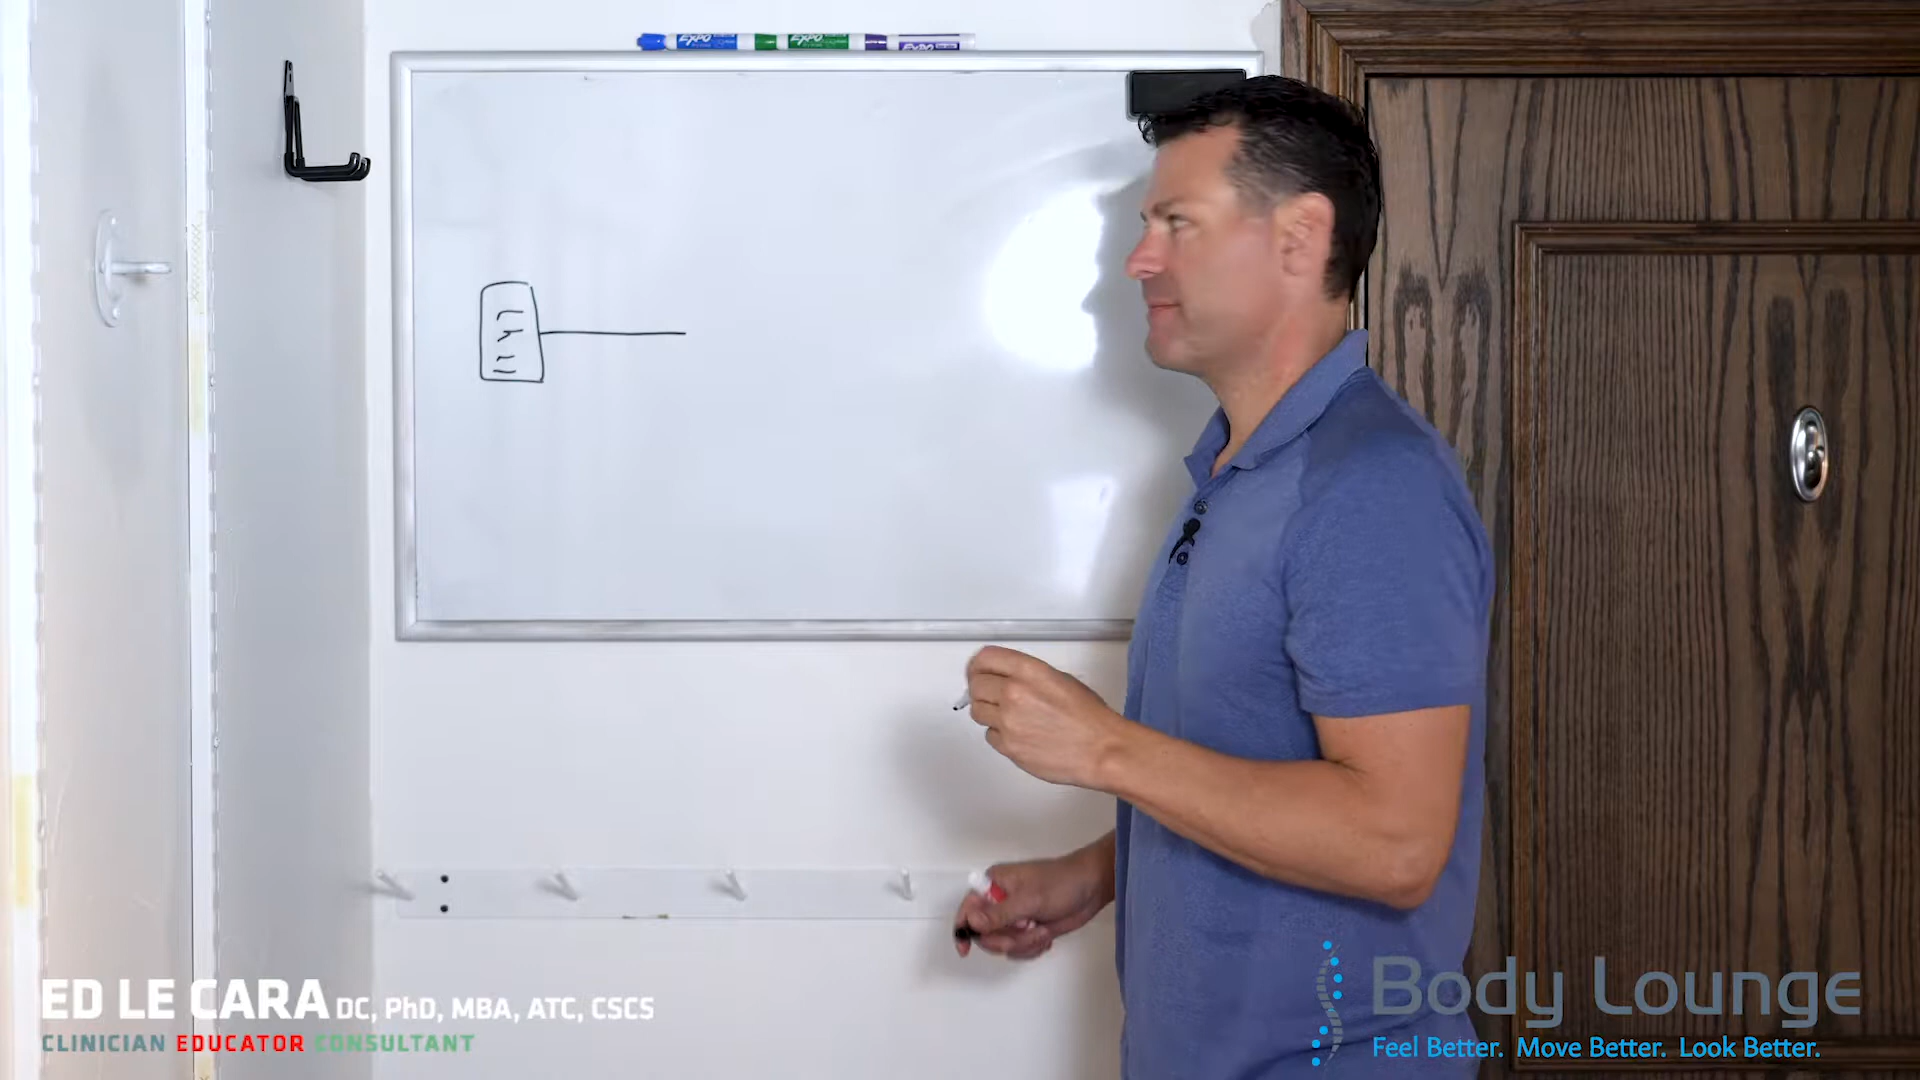 EXPO EXPO EXPO
ED LE CARA DC, PhD, MBA, ATC, CSCS
CLINICIAN EDUCATOR CONSULTANT
Body Lounge
Feel Better. Move Better. Look Better.